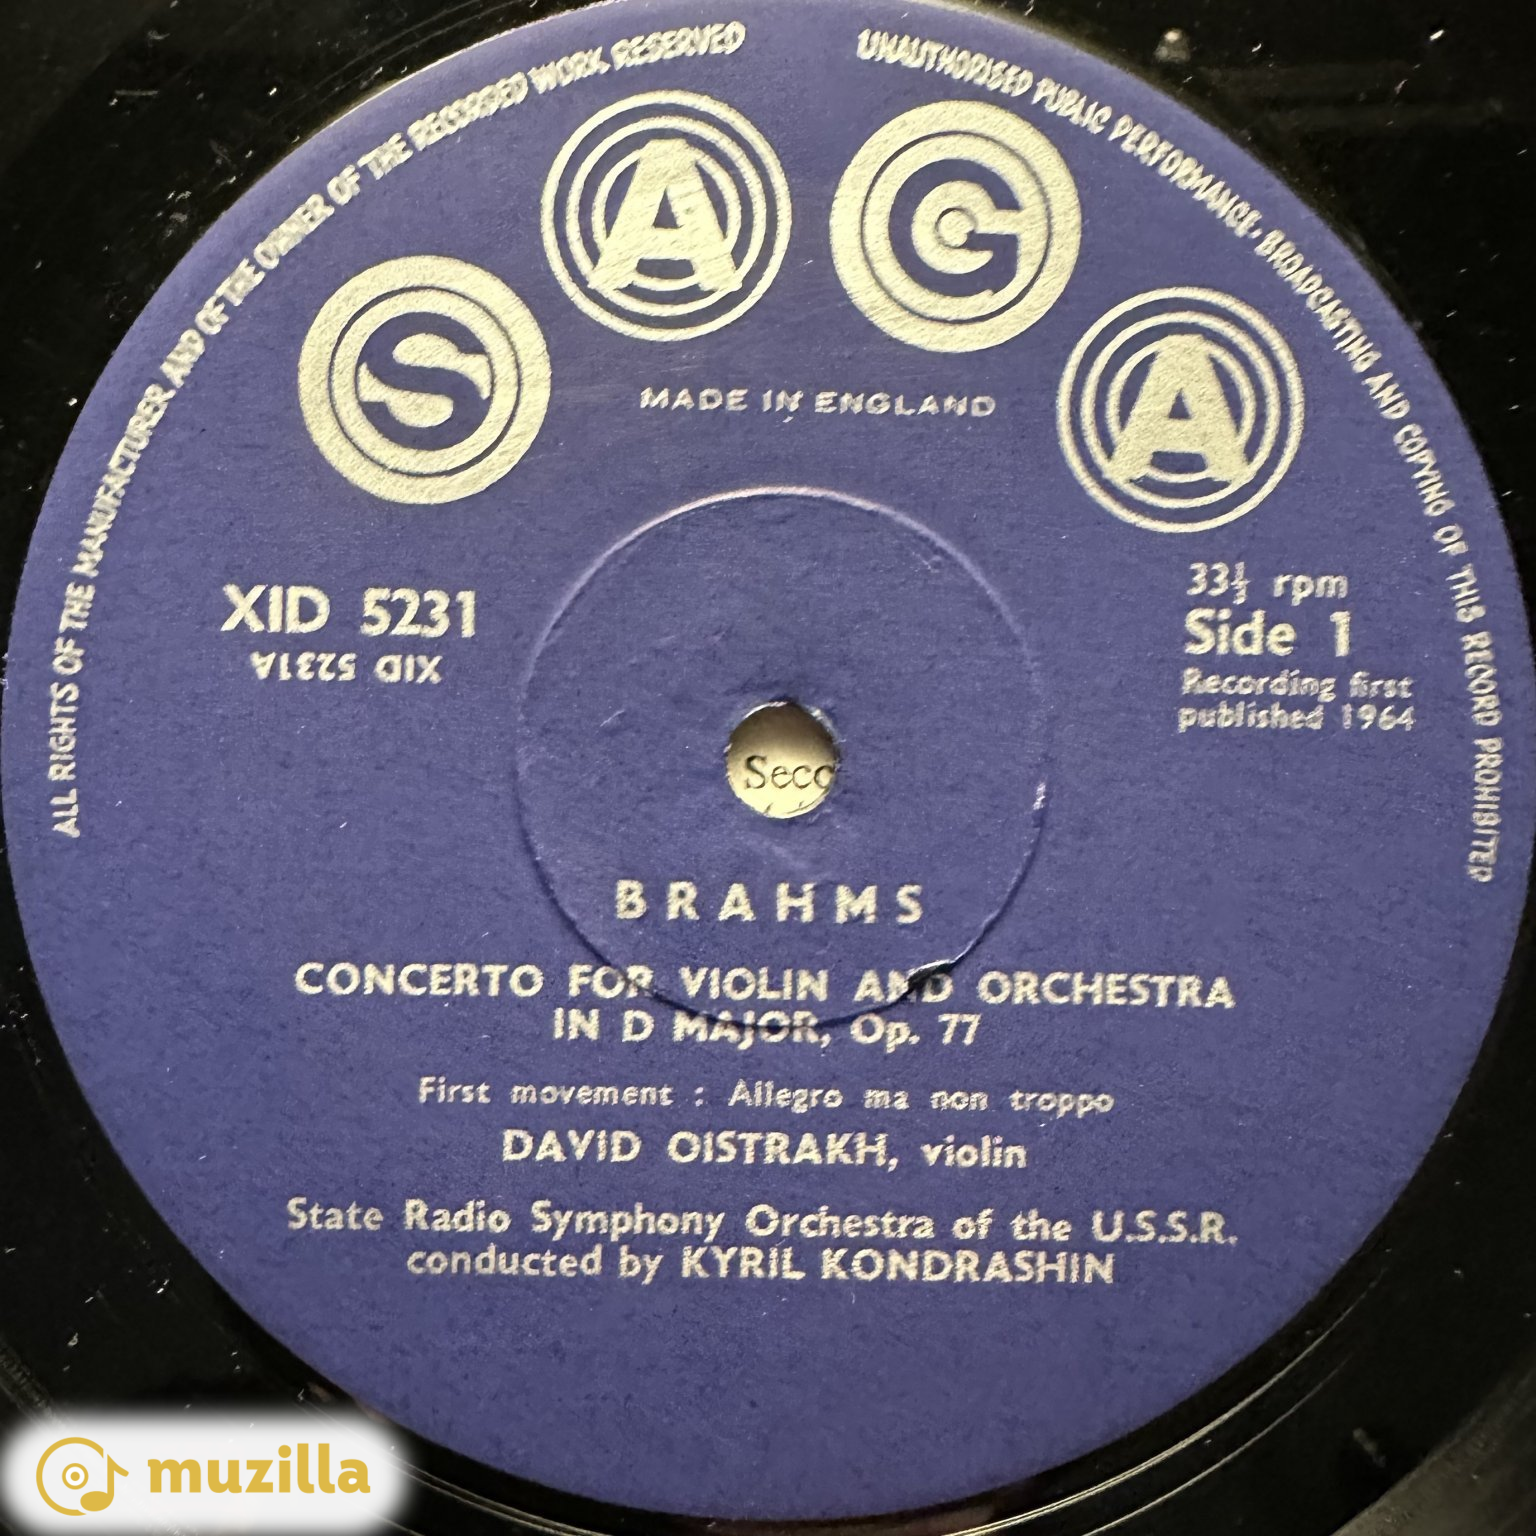 ALL RIGHTS OF THE MANUFACTURER AND OF THE OWNER OF THE RECORDED WORK RESERVED
UNAUTHORISED PUBLIC PERFORMANCE. BROADCASTING AND COPYING OF THIS RECORD PROHIBITED
SAGA
MADE IN ENGLAND
XID 5231
XID 5231A
33⅓ rpm
Side 1
Recording first
published 1964
Seco
BRAHMS
CONCERTO FOR VIOLIN AND ORCHESTRA
IN D MAJOR, Op. 77
First movement : Allegro ma non troppo
DAVID OISTRAKH, violin
State Radio Symphony Orchestra of the U.S.S.R.
conducted by KYRIL KONDRASHIN
muzilla